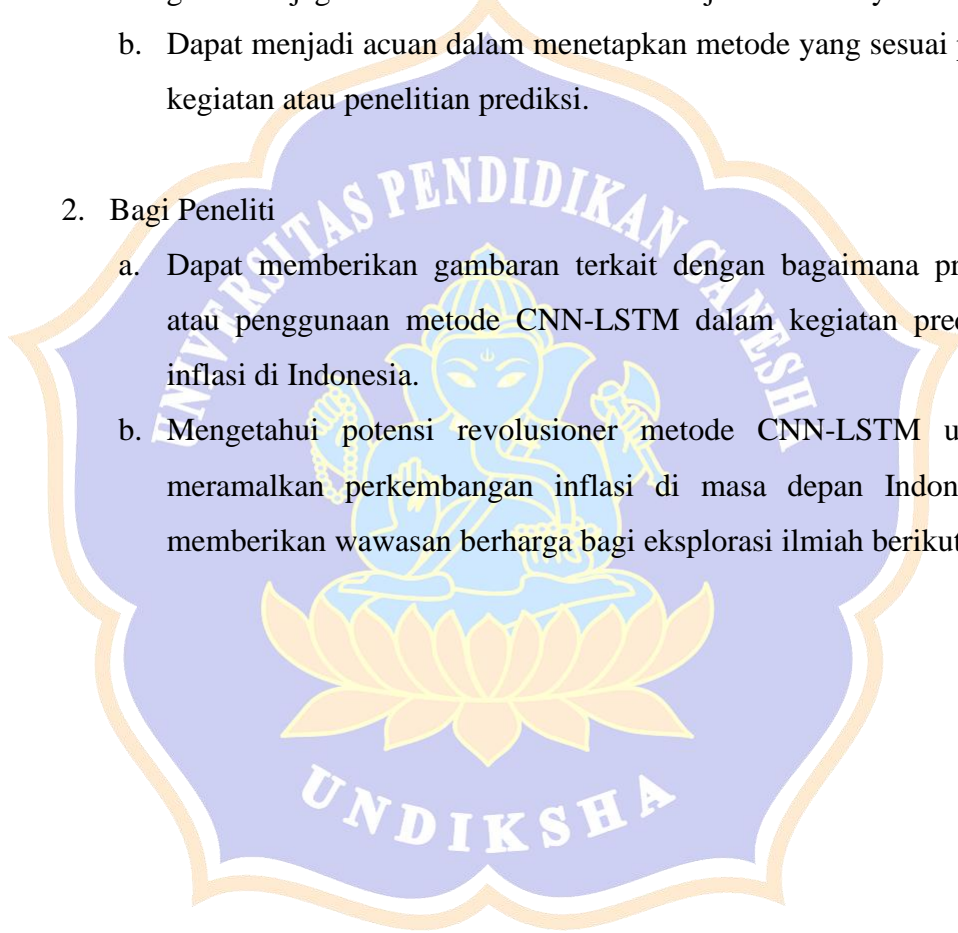 b. Dapat menjadi acuan dalam menetapkan metode yang sesuai
kegiatan atau penelitian prediksi.
UNIVERSITAS PENDIDIKAN GANESHA
2. Bagi Peneliti
a. Dapat memberikan gambaran terkait dengan bagaimana
atau penggunaan metode CNN-LSTM dalam kegiatan
inflasi di Indonesia.
b. Mengetahui potensi revolusioner metode CNN-LSTM
meramalkan perkembangan inflasi di masa depan
memberikan wawasan berharga bagi eksplorasi ilmiah
UNDIKSHA